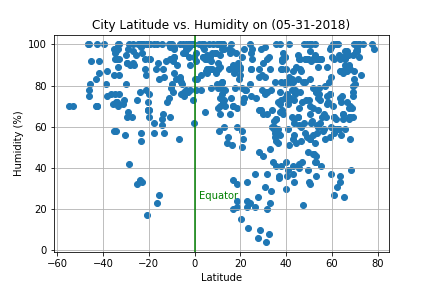 City Latitude vs. Humidity on (05-31-2018)
100
80
60
40
20
0
Humidity (%)
Equator
−60 −40 −20 0 20 40 60 80
Latitude